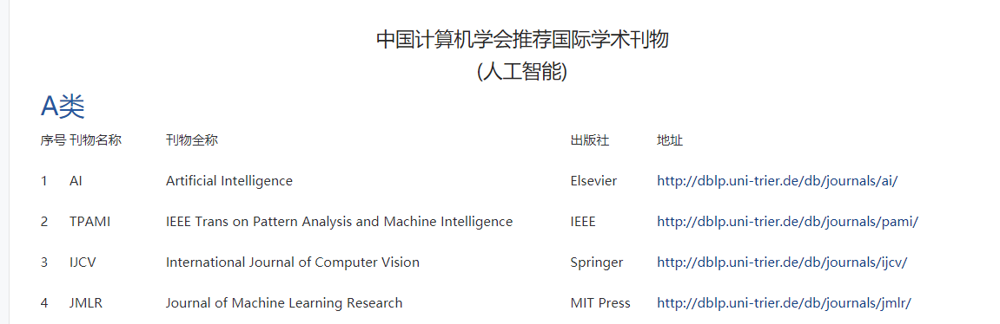 中国计算机学会推荐国际学术刊物
(人工智能)
A类
序号 刊物名称 刊物全称 出版社 地址
1 AI Artificial Intelligence Elsevier http://dblp.uni-trier.de/db/journals/ai/
2 TPAMI IEEE Trans on Pattern Analysis and Machine Intelligence IEEE http://dblp.uni-trier.de/db/journals/pami/
3 IJCV International Journal of Computer Vision Springer http://dblp.uni-trier.de/db/journals/ijcv/
4 JMLR Journal of Machine Learning Research MIT Press http://dblp.uni-trier.de/db/journals/jmlr/